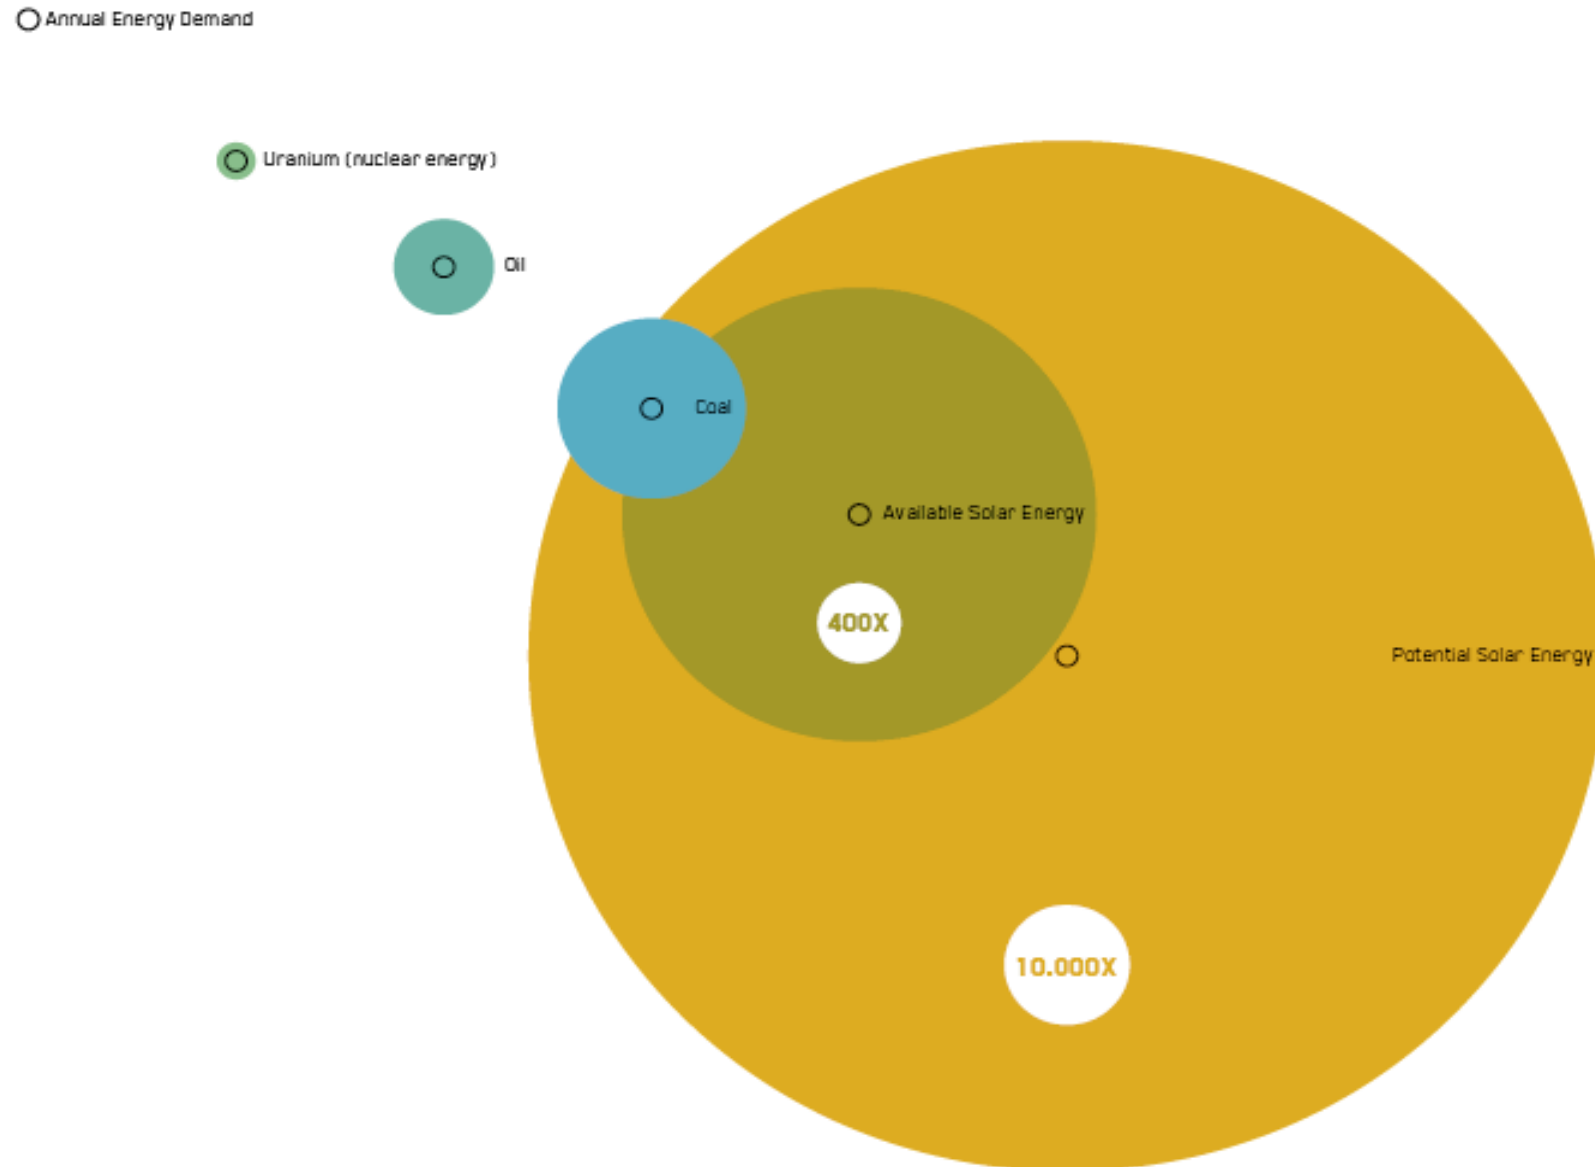 Annual Energy Demand
Uranium (nuclear energy)
Oil
Coal
Available Solar Energy
400X
Potential Solar Energy
10.000X